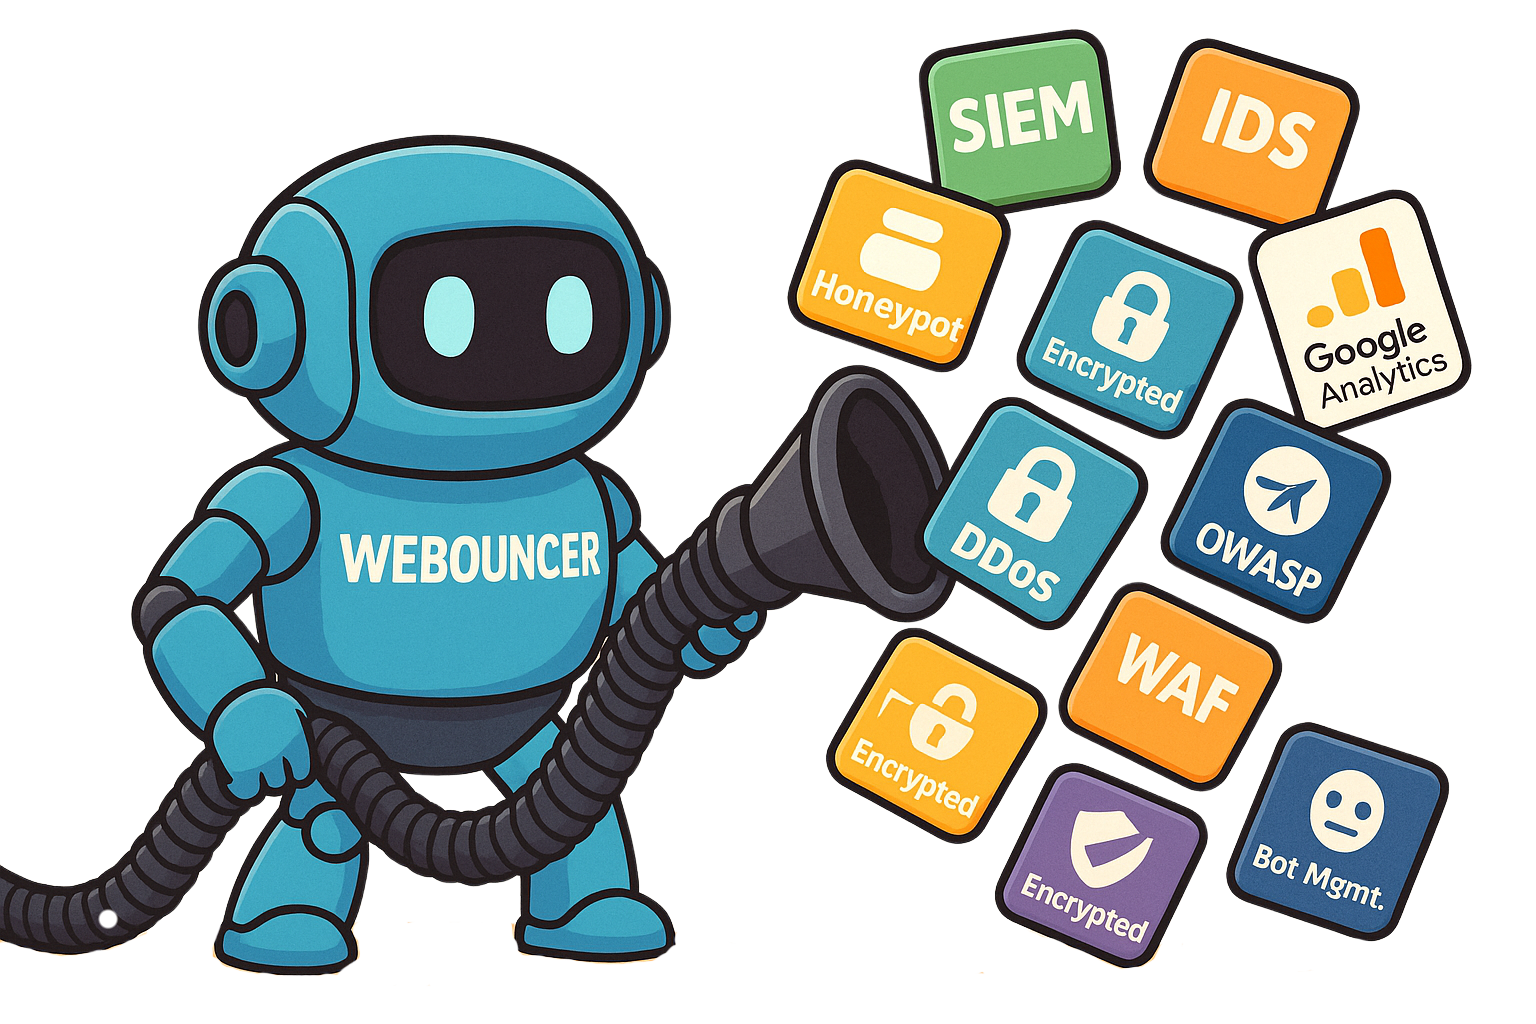 SIEM
IDS
Honeypot
Encrypted
Google
Analytics
WEBOUNCER
DDoS
OWASP
WAF
Encrypted
Encrypted
Bot Mgmt.